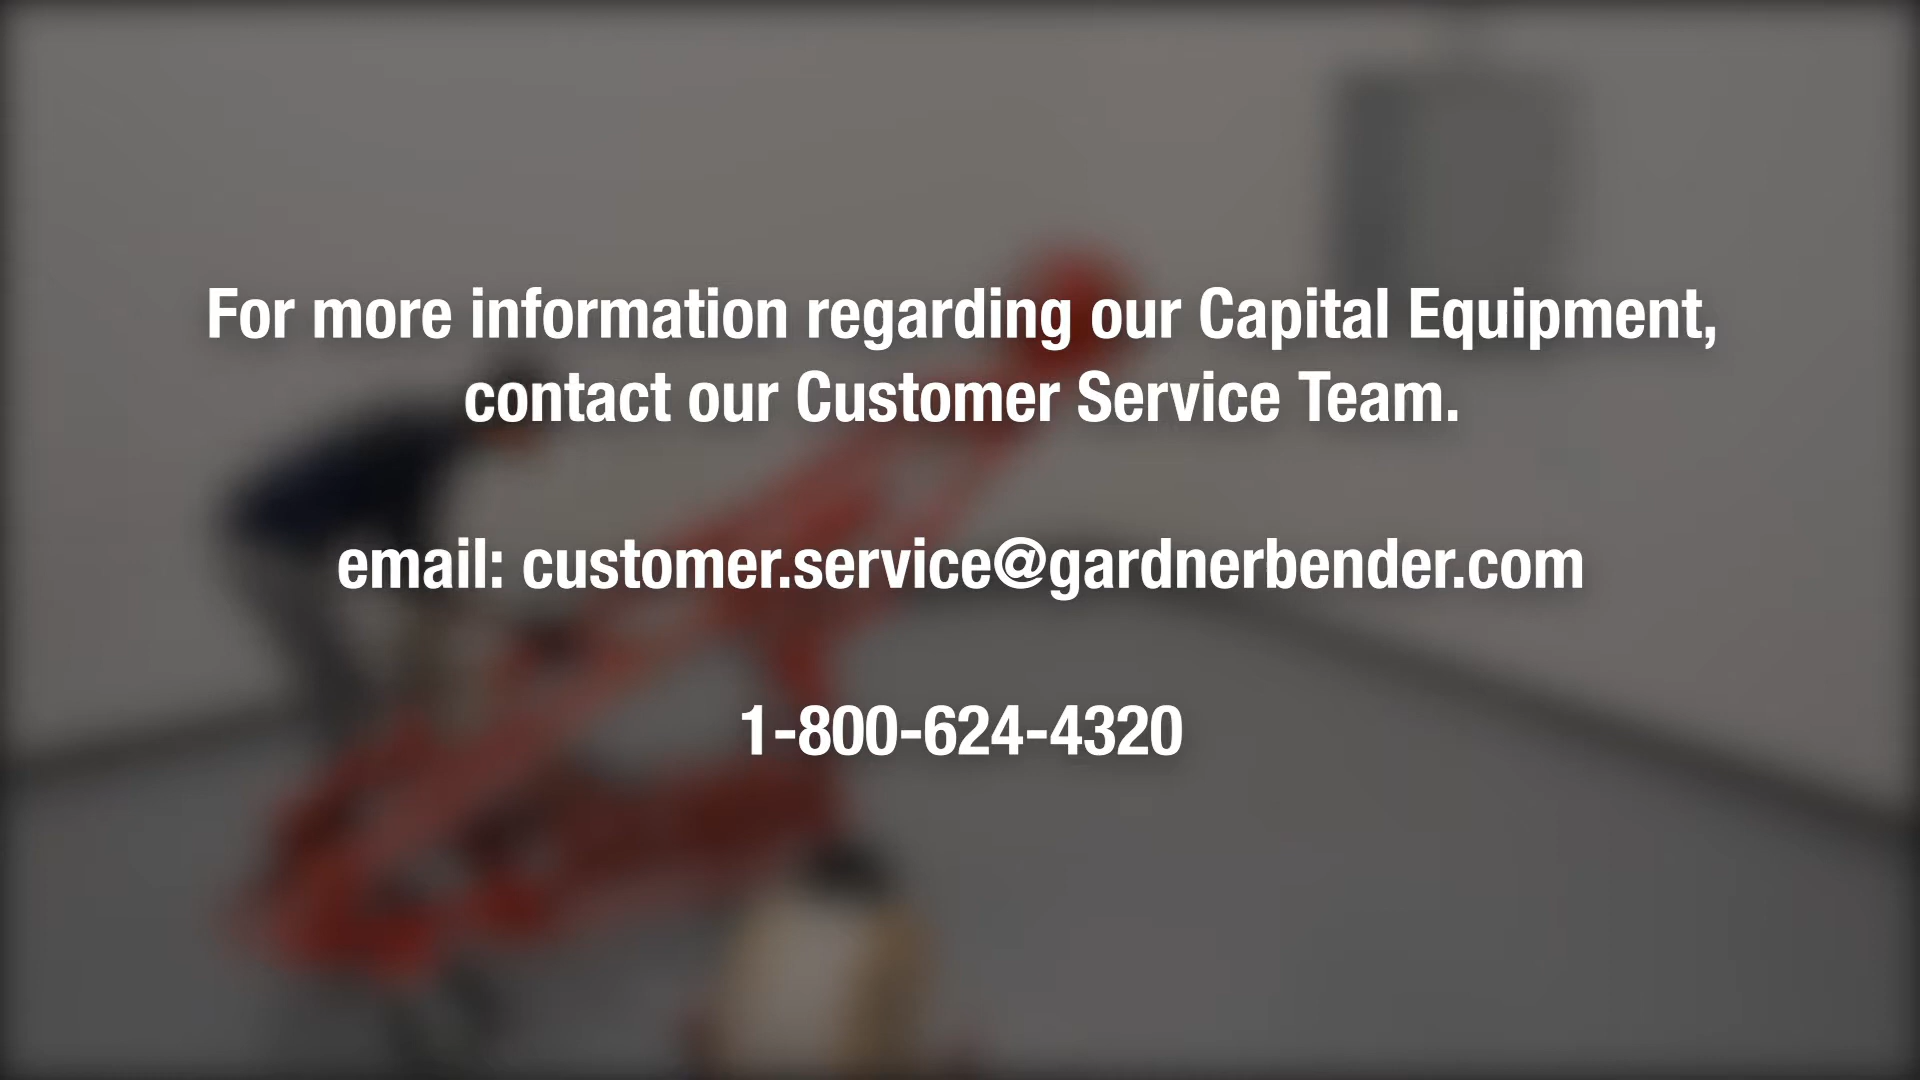 For more information regarding our Capital Equipment,
contact our Customer Service Team.
email: customer.service@gardnerbender.com
1-800-624-4320